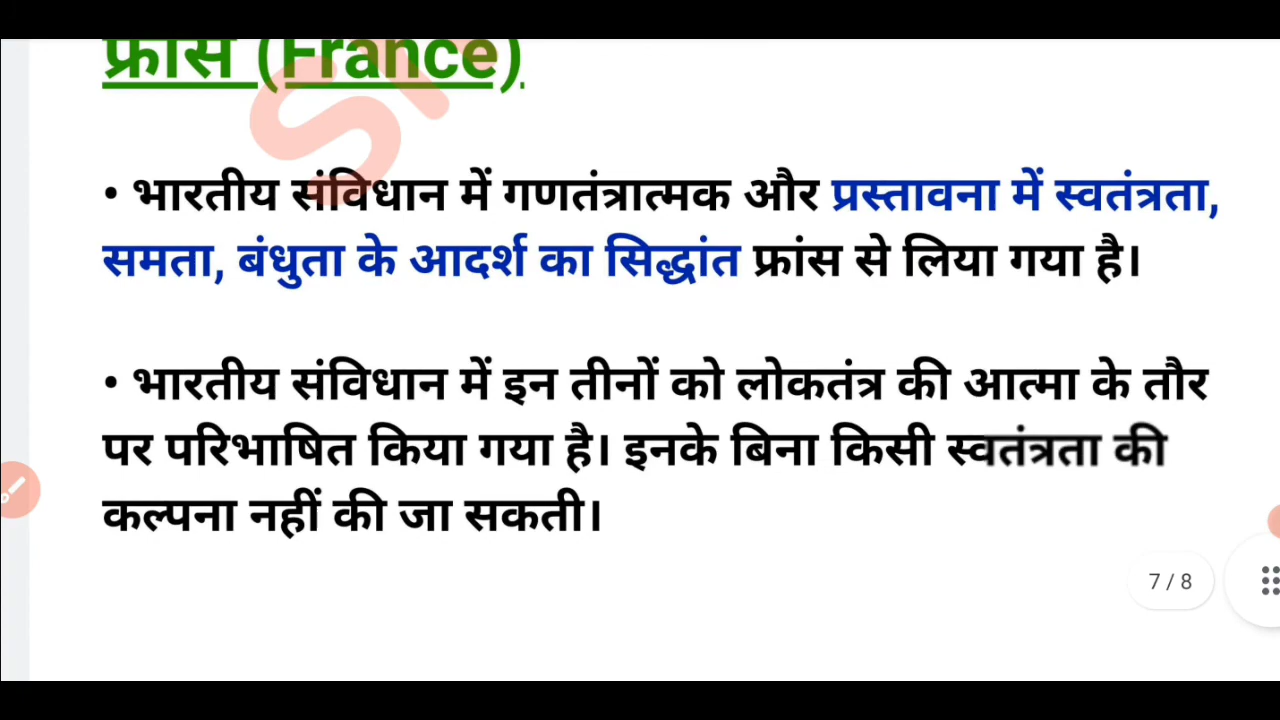 फ्रांस (France)
• भारतीय संविधान में गणतंत्रात्मक और प्रस्तावना में स्वतंत्रता,
समता, बंधुता के आदर्श का सिद्धांत फ्रांस से लिया गया है।
• भारतीय संविधान में इन तीनों को लोकतंत्र की आत्मा के तौर
पर परिभाषित किया गया है। इनके बिना किसी स्वतंत्रता की
कल्पना नहीं की जा सकती।
7 / 8